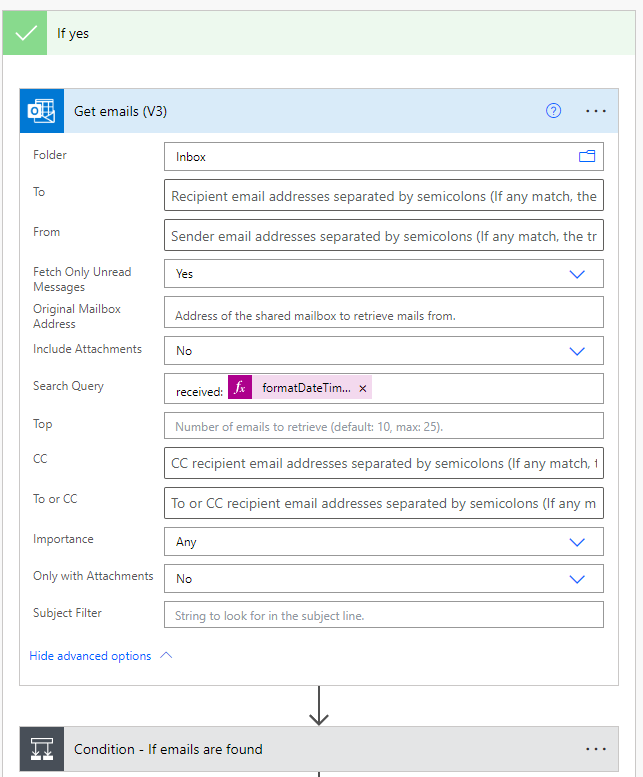 If yes
Get emails (V3)
Folder
Inbox
To
Recipient email addresses separated by semicolons (If any match, the
From
Sender email addresses separated by semicolons (If any match, the tr
Fetch Only Unread
Messages
Yes
Original Mailbox
Address
Address of the shared mailbox to retrieve mails from.
Include Attachments
No
Search Query
received: fx formatDateTim... ×
Top
Number of emails to retrieve (default: 10, max: 25).
CC
CC recipient email addresses separated by semicolons (If any match, t
To or CC
To or CC recipient email addresses separated by semicolons (If any m
Importance
Any
Only with Attachments
No
Subject Filter
String to look for in the subject line.
Hide advanced options
Condition - If emails are found